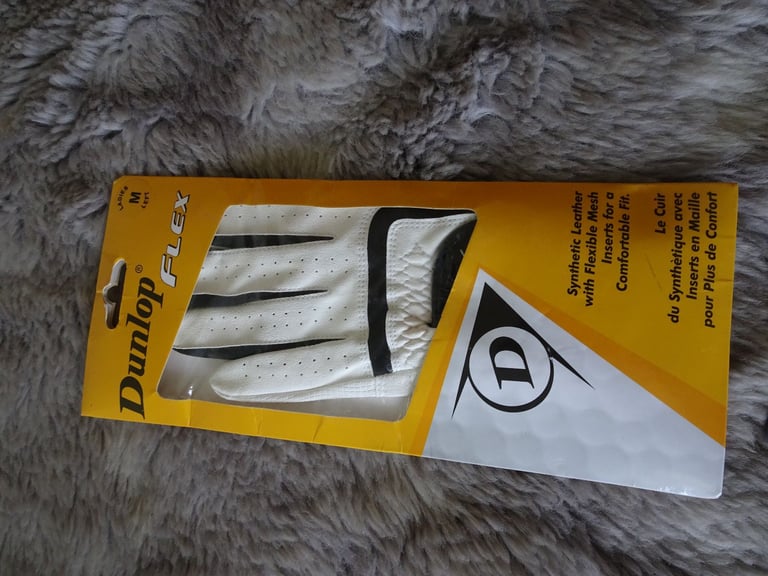 LADIES
M
LEFT
Dunlop®
FLEX
Synthetic Leather
with Flexible Mesh
Inserts for a
Comfortable Fit.
Le Cuir
du Synthétique avec
Inserts en Maille
pour Plus de Confort
D